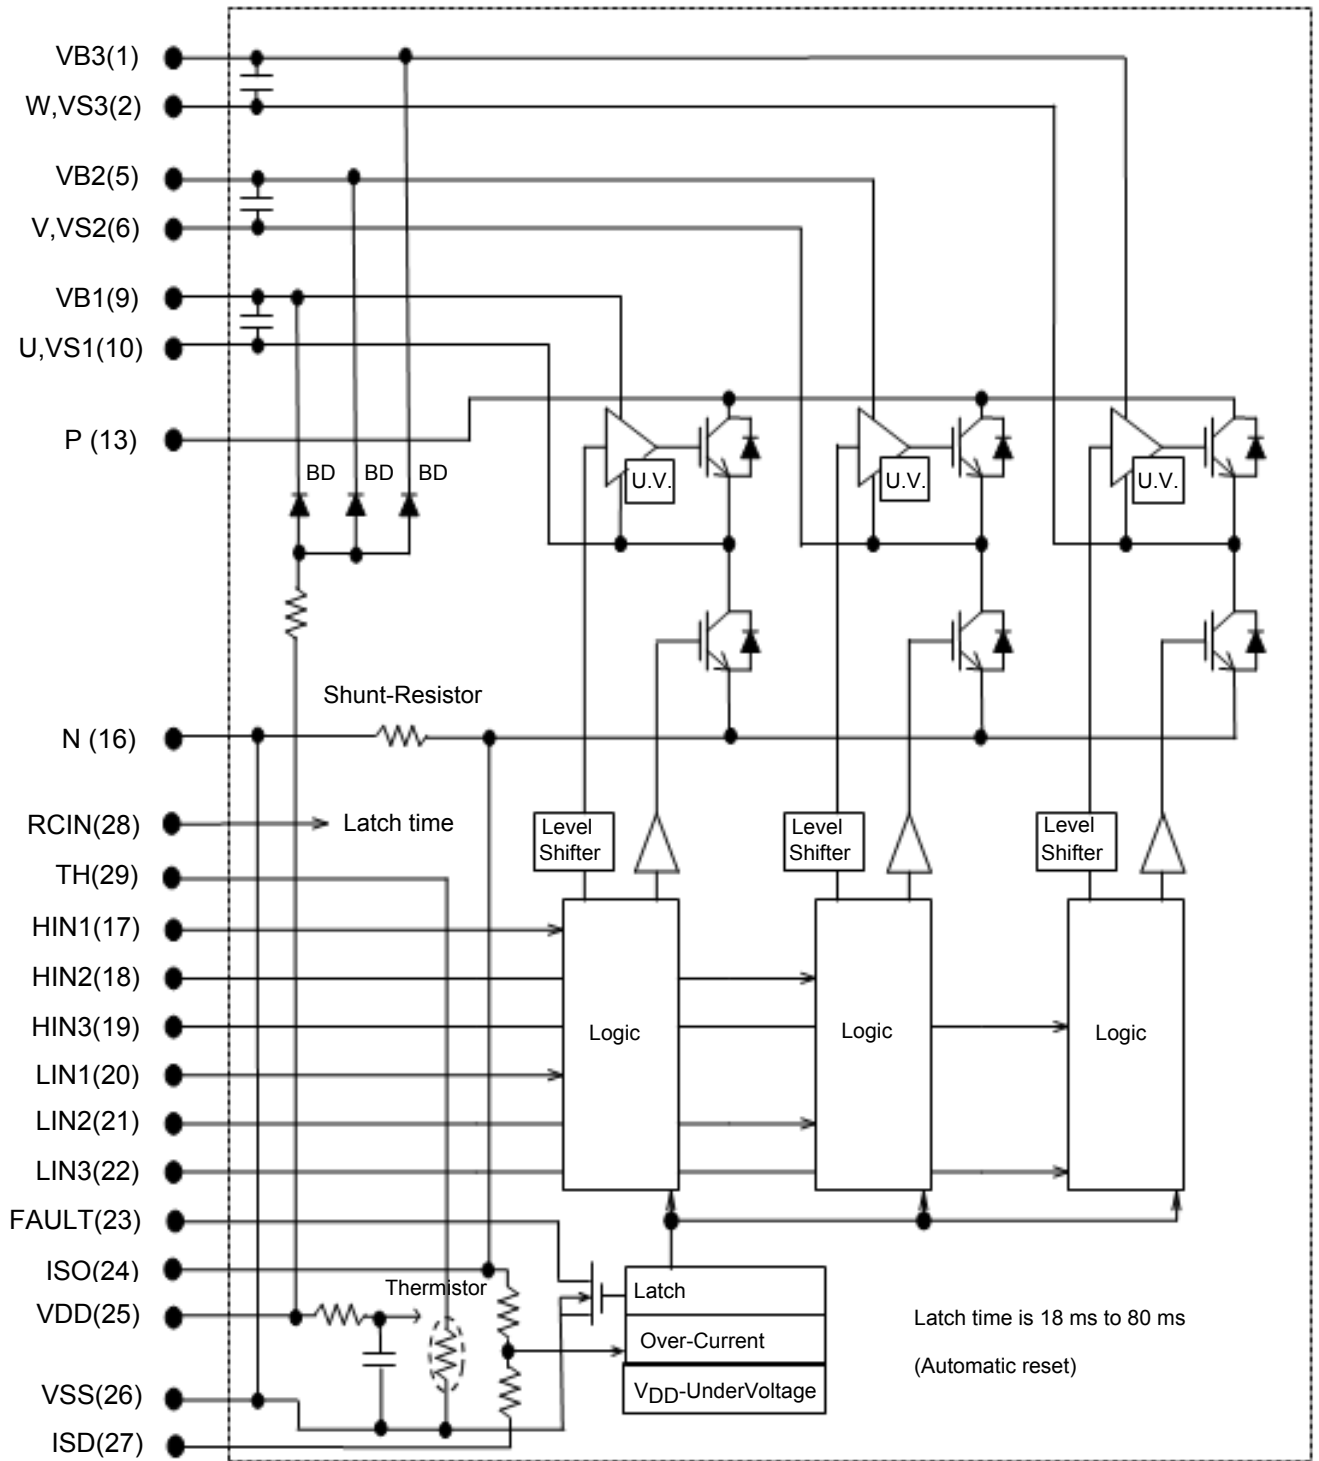 VB3(1)
W,VS3(2)
VB2(5)
V,VS2(6)
VB1(9)
U,VS1(10)
P (13)
BD
BD
BD
U.V.
U.V.
U.V.
Shunt-Resistor
N (16)
RCIN(28)
Latch time
Level
Shifter
Level
Shifter
Level
Shifter
TH(29)
HIN1(17)
HIN2(18)
HIN3(19)
Logic
Logic
Logic
LIN1(20)
LIN2(21)
LIN3(22)
FAULT(23)
ISO(24)
Thermistor
Latch
VDD(25)
Over-Current
VDD-UnderVoltage
Latch time is 18 ms to 80 ms
(Automatic reset)
VSS(26)
ISD(27)